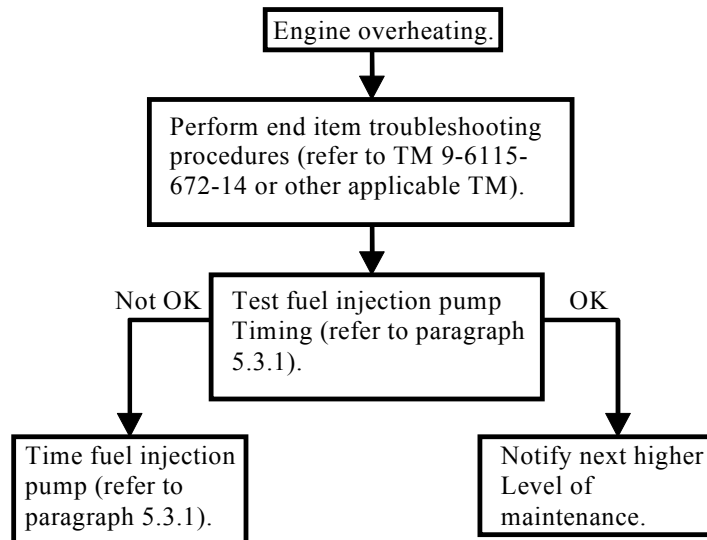 Engine overheating.
Perform end item troubleshooting
procedures (refer to TM 9-6115-
672-14 or other applicable TM).
Not OK
Test fuel injection pump
Timing (refer to paragraph
5.3.1).
OK
Time fuel injection
pump (refer to
paragraph 5.3.1).
Notify next higher
Level of
maintenance.